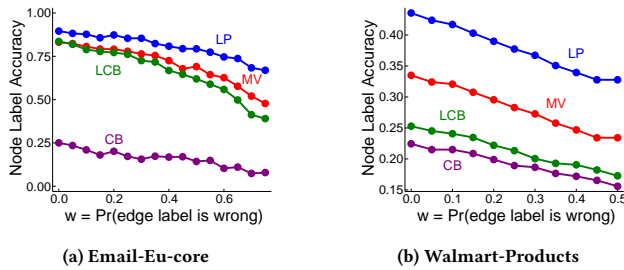 Node Label Accuracy
1.00
0.75
0.50
0.25
0.00
LP
MV
LCB
CB
0.0 0.2 0.4 0.6
w = Pr(edge label is wrong)
(a) Email-Eu-core
Node Label Accuracy
0.40
0.35
0.30
0.25
0.20
0.15
LP
MV
LCB
CB
0.0 0.1 0.2 0.3 0.4 0.5
w = Pr(edge label is wrong)
(b) Walmart-Products